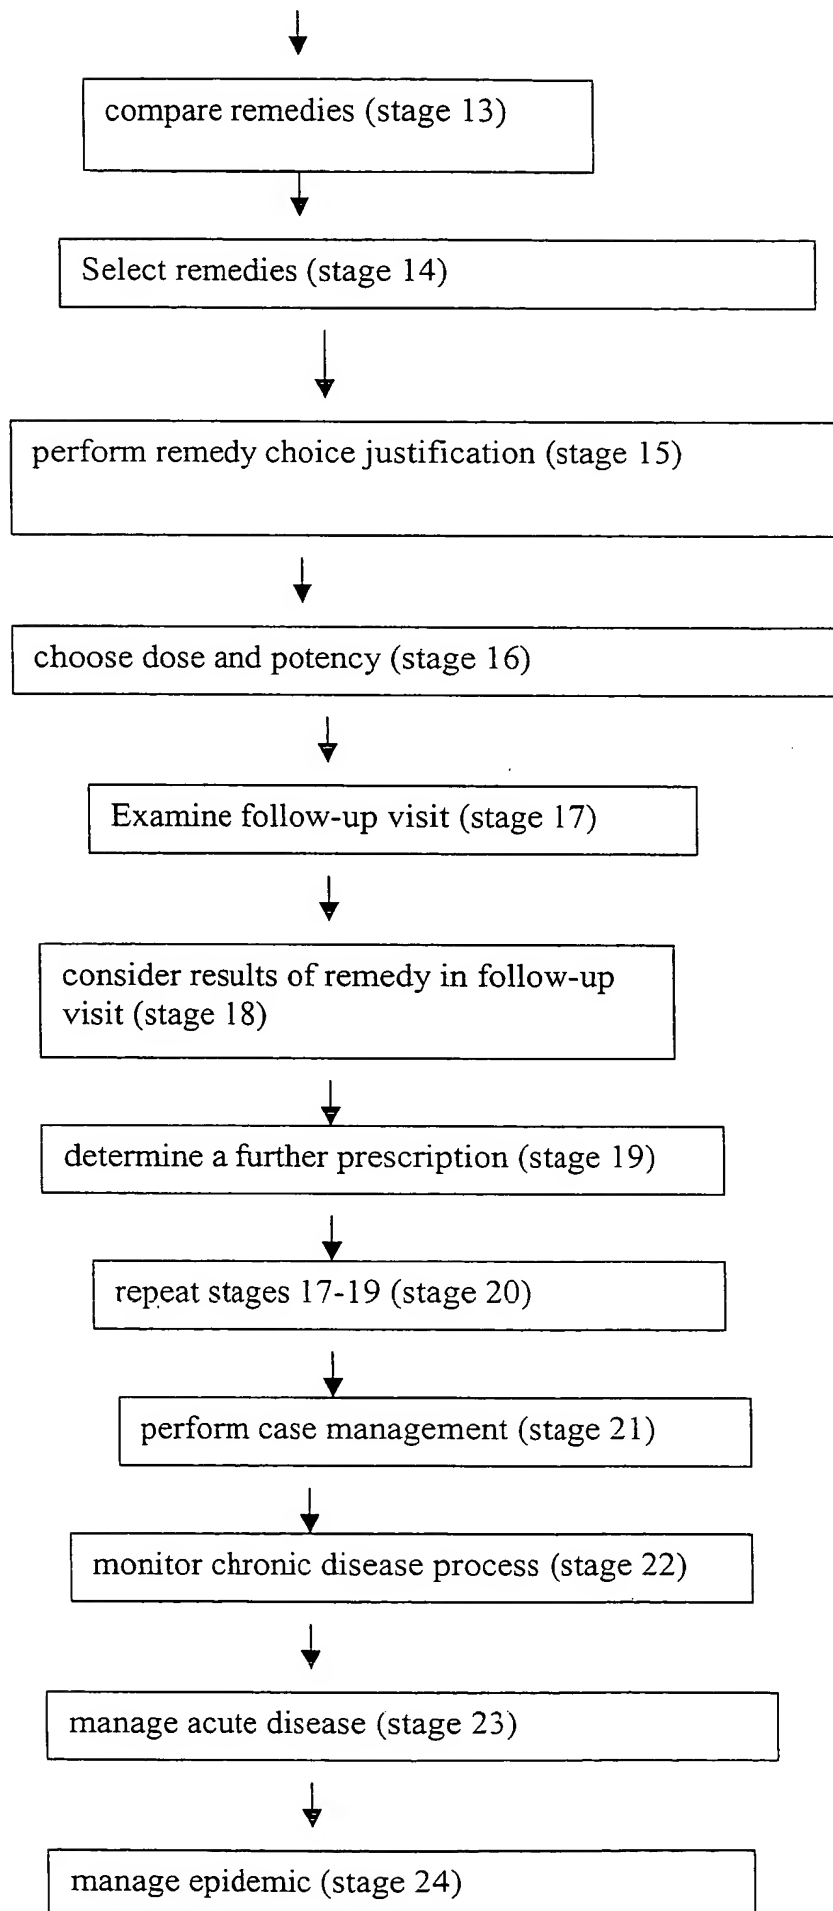 compare remedies (stage 13)
Select remedies (stage 14)
perform remedy choice justification (stage 15)
choose dose and potency (stage 16)
Examine follow-up visit (stage 17)
consider results of remedy in follow-up
visit (stage 18)
determine a further prescription (stage 19)
repeat stages 17-19 (stage 20)
perform case management (stage 21)
monitor chronic disease process (stage 22)
manage acute disease (stage 23)
manage epidemic (stage 24)